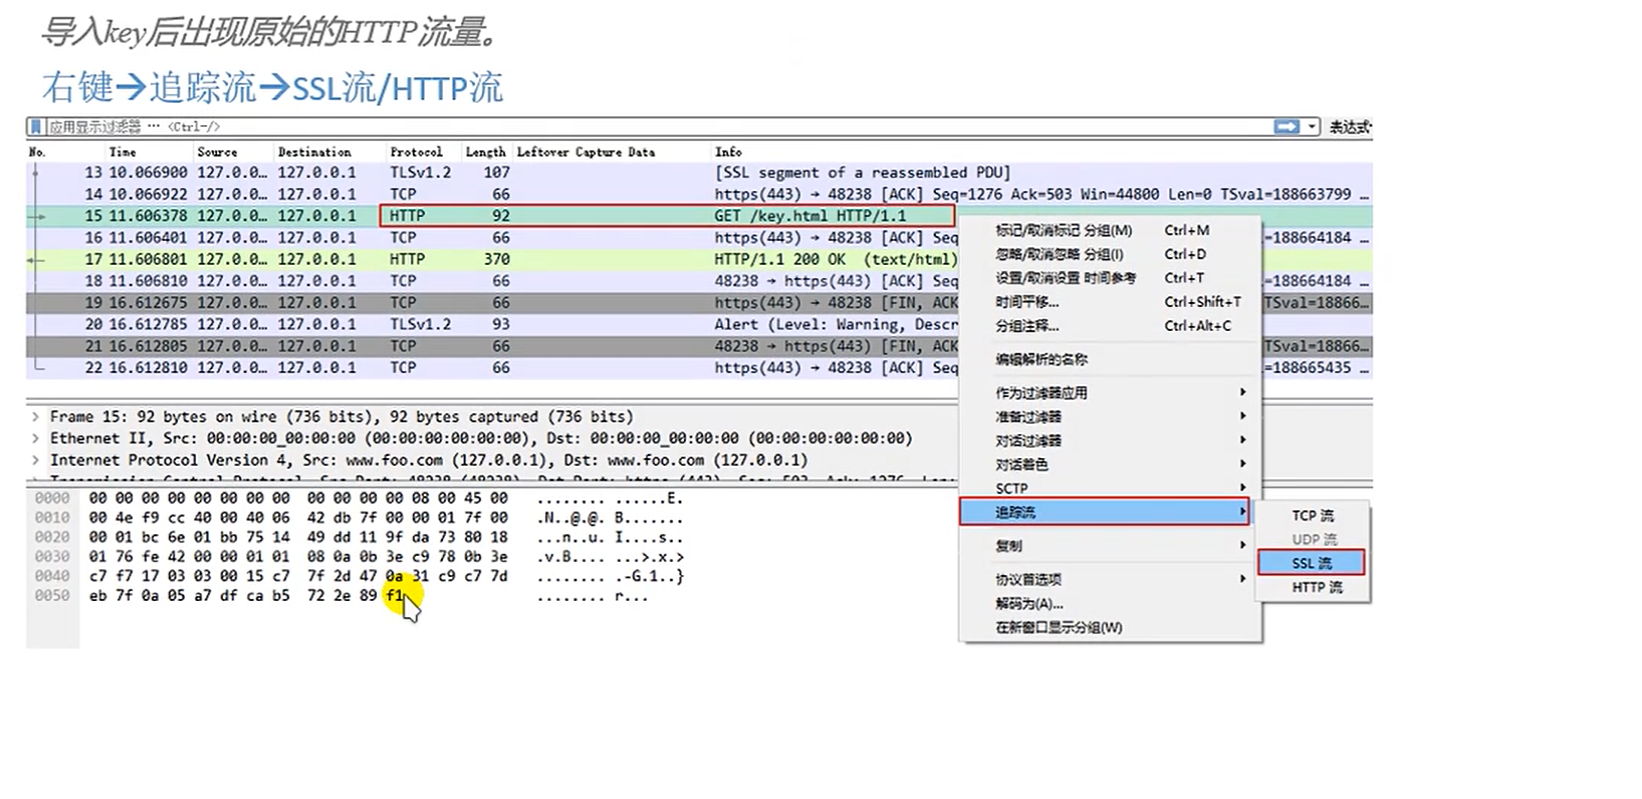 导入key后出现原始的HTTP流量。
右键→追踪流→SSL流/HTTP流
应用显示过滤器 … <Ctrl-/> 表达式…
No. Time Source Destination Protocol Length Leftover Capture Data Info
13 10.066900 127.0.0… 127.0.0.1 TLSv1.2 107 [SSL segment of a reassembled PDU]
14 10.066922 127.0.0… 127.0.0.1 TCP 66 https(443) → 48238 [ACK] Seq=1276 Ack=503 Win=44800 Len=0 TSval=188663799 …
15 11.606378 127.0.0… 127.0.0.1 HTTP 92 GET /key.html HTTP/1.1
16 11.606401 127.0.0… 127.0.0.1 TCP 66 https(443) → 48238 [ACK] Seq =188664184 …
17 11.606801 127.0.0… 127.0.0.1 HTTP 370 HTTP/1.1 200 OK (text/html)
18 11.606810 127.0.0… 127.0.0.1 TCP 66 48238 → https(443) [ACK] Seq =188664184 …
19 16.612675 127.0.0… 127.0.0.1 TCP 66 https(443) → 48238 [FIN, ACK TSval=18866…
20 16.612785 127.0.0… 127.0.0.1 TLSv1.2 93 Alert (Level: Warning, Descr
21 16.612805 127.0.0… 127.0.0.1 TCP 66 48238 → https(443) [FIN, ACK TSval=18866…
22 16.612810 127.0.0… 127.0.0.1 TCP 66 https(443) → 48238 [ACK] Seq =188665435 …
标记/取消标记 分组(M) Ctrl+M
忽略/取消忽略 分组(I) Ctrl+D
设置/取消设置 时间参考 Ctrl+T
时间平移... Ctrl+Shift+T
分组注释... Ctrl+Alt+C
编辑解析的名称
作为过滤器应用
准备过滤器
对话过滤器
对话着色
SCTP
追踪流
复制
协议首选项
解码为(A)...
在新窗口显示分组(W)
TCP 流
UDP 流
SSL 流
HTTP 流
Frame 15: 92 bytes on wire (736 bits), 92 bytes captured (736 bits)
Ethernet II, Src: 00:00:00_00:00:00 (00:00:00:00:00:00), Dst: 00:00:00_00:00:00 (00:00:00:00:00:00)
Internet Protocol Version 4, Src: www.foo.com (127.0.0.1), Dst: www.foo.com (127.0.0.1)
0000 00 00 00 00 00 00 00 00 00 00 00 00 08 00 45 00 ........ ......E.
0010 00 4e f9 cc 40 00 40 06 42 db 7f 00 00 01 7f 00 .N..@.@. B.......
0020 00 01 bc 6e 01 bb 75 14 49 dd 11 9f da 73 80 18 ...n..u. I....s..
0030 01 76 fe 42 00 00 01 01 08 0a 0b 3e c9 78 0b 3e .v.B.... ...>.x.>
0040 c7 f7 17 03 03 00 15 c7 7f 2d 47 0a 31 c9 c7 7d ........ .-G.1..}
0050 eb 7f 0a 05 a7 df ca b5 72 2e 89 f1 ........ r...